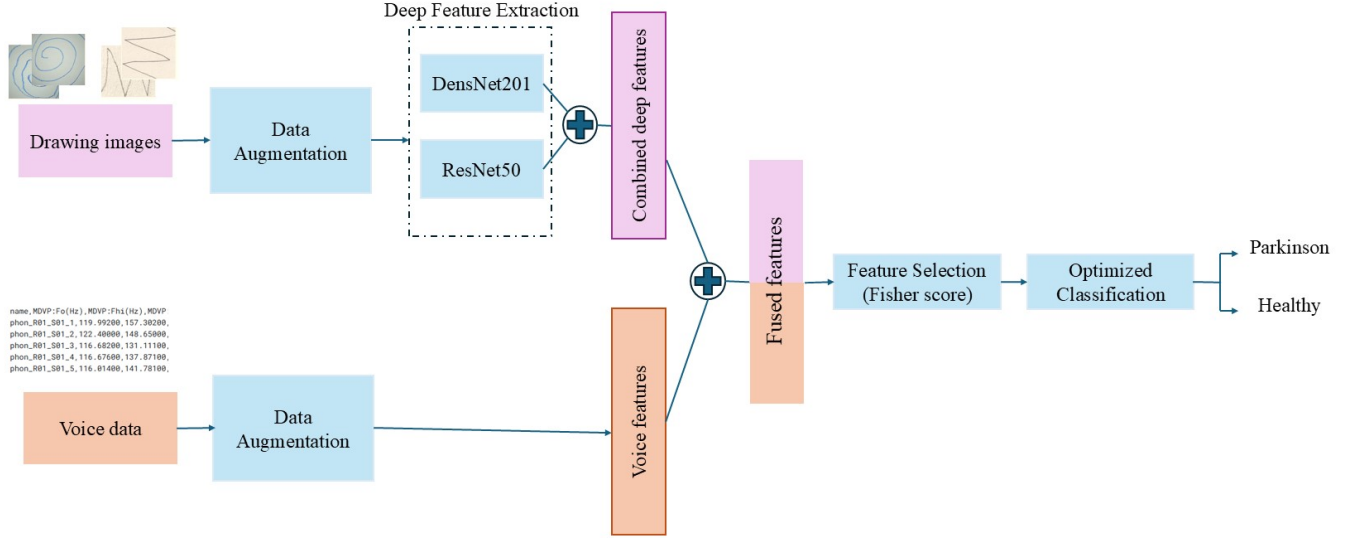 Deep Feature Extraction
DensNet201
ResNet50
Drawing images
Data
Augmentation
Combined deep features
Fused features
Feature Selection
(Fisher score)
Optimized
Classification
Parkinson
Healthy
name,MDVP:Fo(Hz),MDVP:Fhi(Hz),MDVP
phon_R01_S01_1,119.99200,157.30200,
phon_R01_S01_2,122.40000,148.65000,
phon_R01_S01_3,116.68200,131.11100,
phon_R01_S01_4,116.67600,137.87100,
phon_R01_S01_5,116.01400,141.78100,
Voice data
Data
Augmentation
Voice features